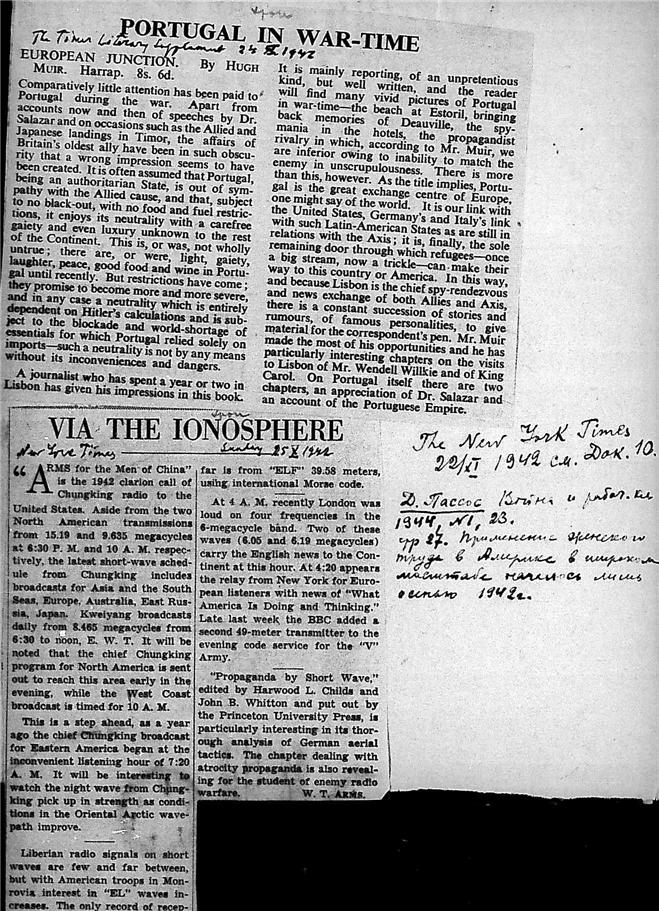 PORTUGAL IN WAR-TIME
The Times Literary Supplement 24 X 1942
EUROPEAN JUNCTION. By HUGH
MUIR. Harrap. 8s. 6d.
Comparatively little attention has been paid to
Portugal during the war. Apart from
accounts now and then of speeches by Dr.
Salazar and on occasions such as the Allied and
Japanese landings in Timor, the affairs of
Britain's oldest ally have been in such obscu-
rity that a wrong impression seems to have
been created. It is often assumed that Portugal,
being an authoritarian State, is out of sym-
pathy with the Allied cause, and that, subject
to no black-out, with no food and fuel restric-
tions, it enjoys its neutrality with a carefree
gaiety and even luxury unknown to the rest
of the Continent. This is, or was, not wholly
untrue; there are, or were, light, gaiety,
laughter, peace, good food and wine in Portu-
gal until recently. But restrictions have come;
they promise to become more and more severe,
and in any case a neutrality which is entirely
dependent on Hitler's calculations and is sub-
ject to the blockade and world-shortage of
essentials for which Portugal relied solely on
imports—such a neutrality is not by any means
without its inconveniences and dangers.
A journalist who has spent a year or two in
Lisbon has given his impressions in this book.
It is mainly reporting, of an unpretentious
kind, but well written, and the reader
will find many vivid pictures of Portugal
in war-time—the beach at Estoril, bringing
back memories of Deauville, the spy-
mania in the hotels, the propagandist
rivalry in which, according to Mr. Muir, we
are inferior owing to inability to match the
enemy in unscrupulousness. There is more
than this, however. As the title implies, Portu-
gal is the great exchange centre of Europe,
one might say of the world. It is our link with
the United States, Germany's and Italy's link
with such Latin-American States as are still in
relations with the Axis; it is, finally, the sole
remaining door through which refugees—once
a big stream, now a trickle—can make their
way to this country or America. In this way,
and because Lisbon is the chief spy-rendezvous
and news exchange of both Allies and Axis,
there is a constant succession of stories and
rumours, of famous personalities, to give
material for the correspondent's pen. Mr. Muir
made the most of his opportunities and he has
particularly interesting chapters on the visits
to Lisbon of Mr. Wendell Willkie and of King
Carol. On Portugal itself there are two
chapters, an appreciation of Dr. Salazar and
an account of the Portuguese Empire.
VIA THE IONOSPHERE
New York Times Sunday 25 X 1942
"ARMS for the Men of China"
is the 1942 clarion call of
Chungking radio to the
United States. Aside from the two
North American transmissions
from 15.19 and 9.635 megacycles
at 6:30 P. M. and 10 A. M. respec-
tively, the latest short-wave sched-
ule from Chungking includes
broadcasts for Asia and the South
Seas, Europe, Australia, East Rus-
sia, Japan. Kweiyang broadcasts
daily from 8.465 megacycles from
6:30 to noon, E. W. T. It will be
noted that the chief Chungking
program for North America is sent
out to reach this area early in the
evening, while the West Coast
broadcast is timed for 10 A. M.
This is a step ahead, as a year
ago the chief Chungking broadcast
for Eastern America began at the
inconvenient listening hour of 7:20
A. M. It will be interesting to
watch the night wave from Chung-
king pick up in strength as condi-
tions in the Oriental Arctic wave-
path improve.
Liberian radio signals on short
waves are few and far between,
but with American troops in Mon-
rovia interest in "EL" waves in-
creases. The only record of recep-
far is from "ELF" 39.58 meters,
using international Morse code.
At 4 A. M. recently London was
loud on four frequencies in the
6-megacycle band. Two of these
waves (6.05 and 6.19 megacycles)
carry the English news to the Con-
tinent at this hour. At 4:20 appears
the relay from New York for Euro-
pean listeners with news of "What
America Is Doing and Thinking."
Late last week the BBC added a
second 49-meter transmitter to the
evening code service for the "V"
Army.
"Propaganda by Short Wave,"
edited by Harwood L. Childs and
John B. Whitton and put out by
the Princeton University Press, is
particularly interesting in its thor-
ough analysis of German aerial
tactics. The chapter dealing with
atrocity propaganda is also reveal-
ing for the student of enemy radio
warfare. W. T. ARMS.
The New York Times
22/XI 1942 см. Док. 10.
Д. Пассос Война и рабоч. кл
1944, №1, 23.
стр 27. Применение женского
труда в Америке в широком
масштабе началось лишь
осенью 1942г.